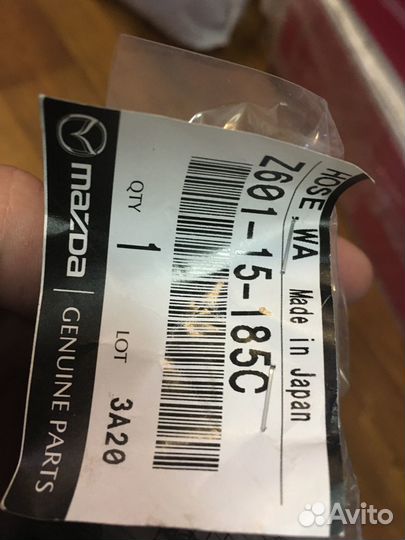 HOSE,WA Made in Japan
Z601-15-185C
QTY 1 LOT 3A20
mazda GENUINE PARTS
Avito